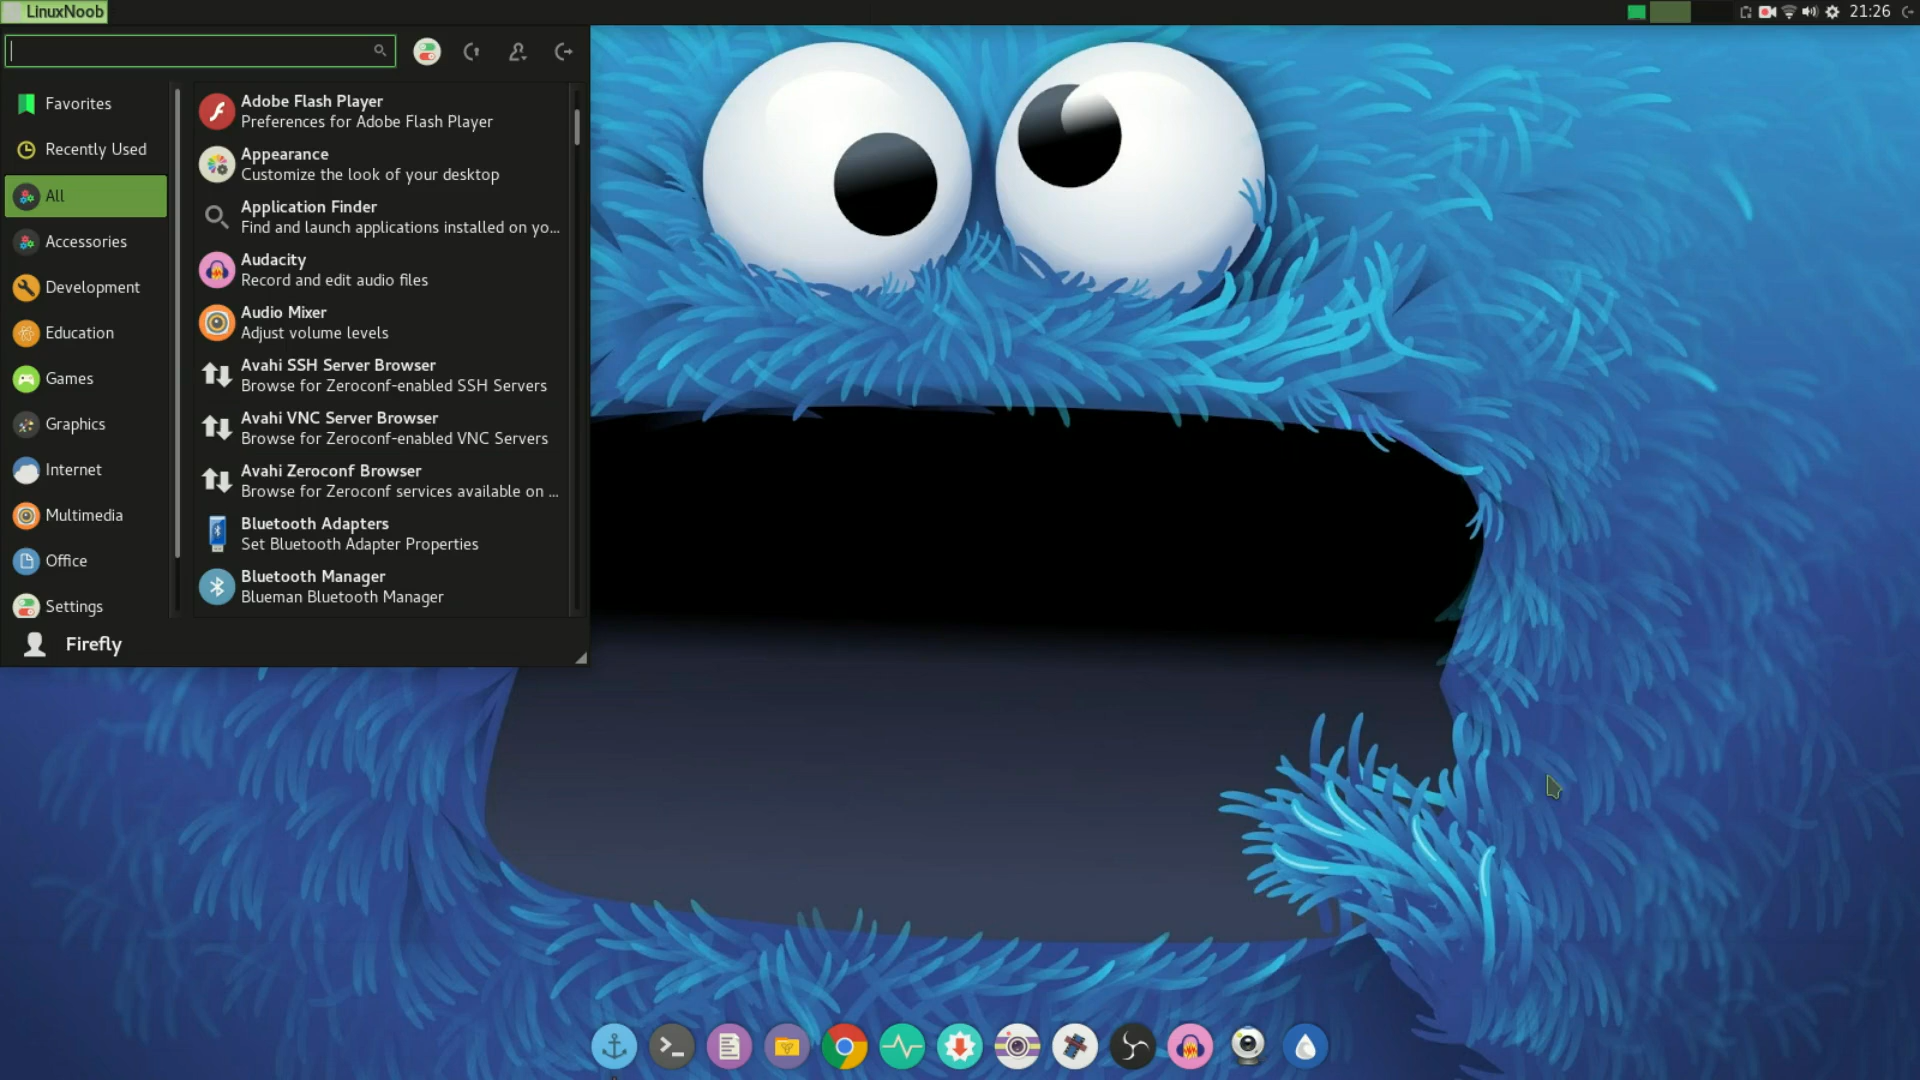 LinuxNoob
21:26
Favorites
Recently Used
All
Accessories
Development
Education
Games
Graphics
Internet
Multimedia
Office
Settings
Adobe Flash Player
Preferences for Adobe Flash Player
Appearance
Customize the look of your desktop
Application Finder
Find and launch applications installed on yo...
Audacity
Record and edit audio files
Audio Mixer
Adjust volume levels
Avahi SSH Server Browser
Browse for Zeroconf-enabled SSH Servers
Avahi VNC Server Browser
Browse for Zeroconf-enabled VNC Servers
Avahi Zeroconf Browser
Browse for Zeroconf services available on ...
Bluetooth Adapters
Set Bluetooth Adapter Properties
Bluetooth Manager
Blueman Bluetooth Manager
Firefly